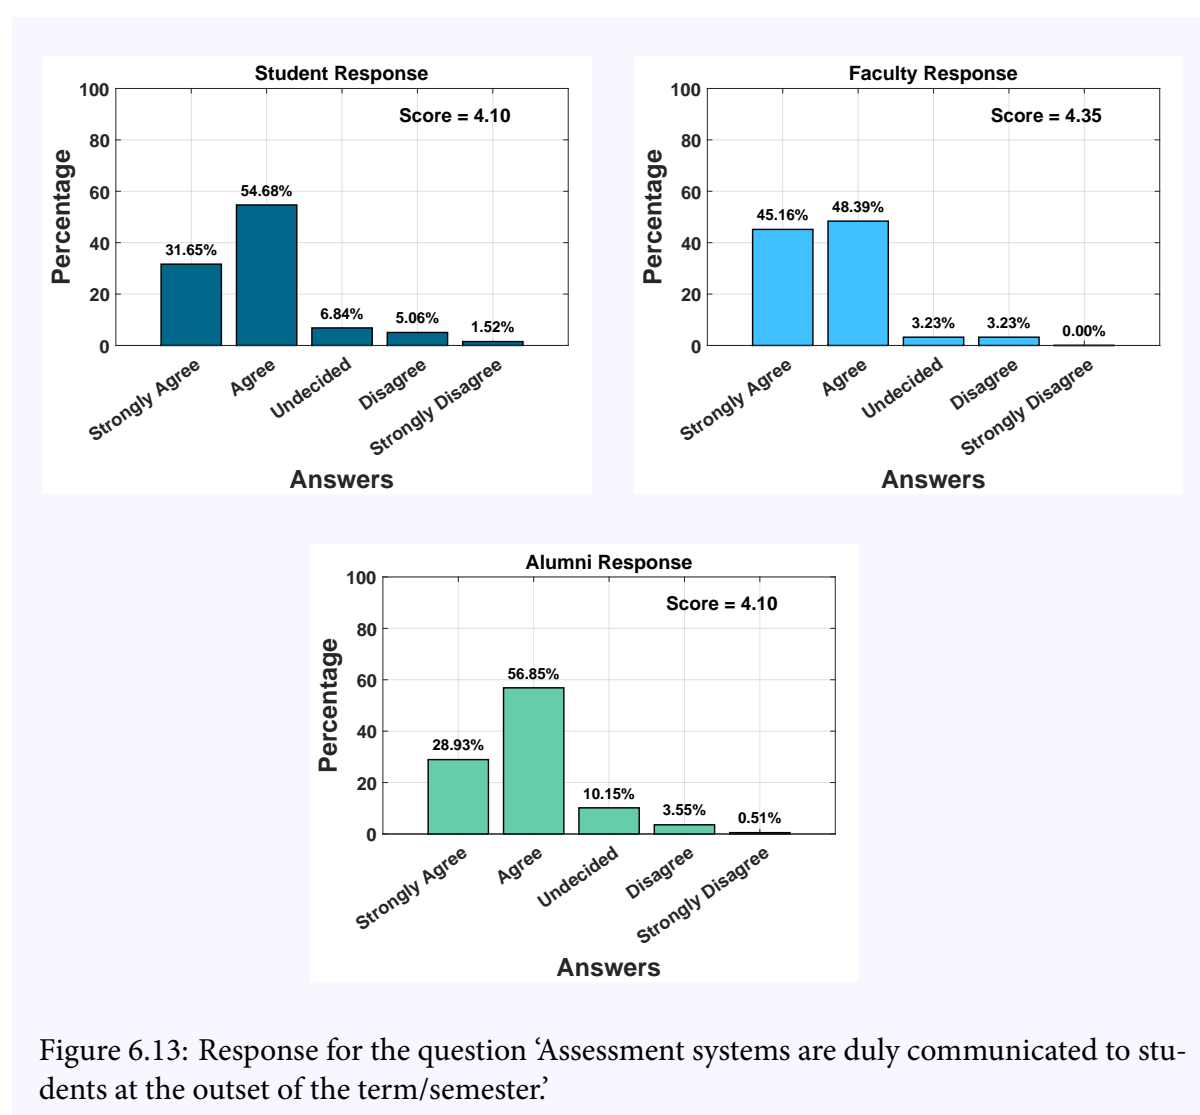 Student Response
Score = 4.10
Percentage
100
80
60
40
20
0
31.65%
54.68%
6.84%
5.06%
1.52%
Strongly Agree
Agree
Undecided
Disagree
Strongly Disagree
Answers
Faculty Response
Score = 4.35
Percentage
100
80
60
40
20
0
45.16%
48.39%
3.23%
3.23%
0.00%
Strongly Agree
Agree
Undecided
Disagree
Strongly Disagree
Answers
Alumni Response
Score = 4.10
Percentage
100
80
60
40
20
0
28.93%
56.85%
10.15%
3.55%
0.51%
Strongly Agree
Agree
Undecided
Disagree
Strongly Disagree
Answers
Figure 6.13: Response for the question ‘Assessment systems are duly communicated to stu-
dents at the outset of the term/semester.’